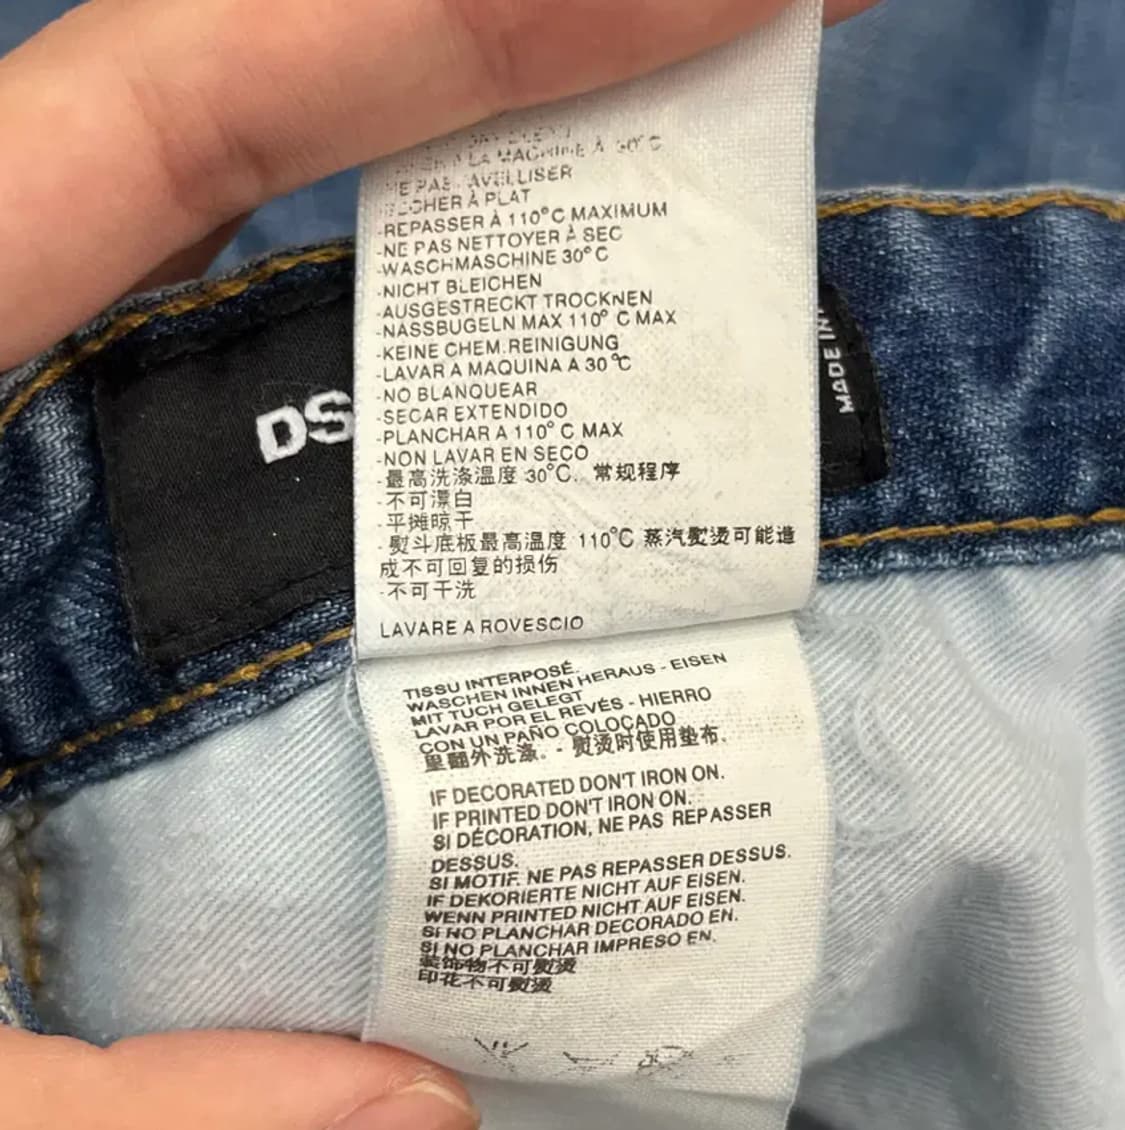 LA MACHINE À 30°C
SÉCHER À PLAT
-REPASSER À 110°C MAXIMUM
-NE PAS NETTOYER À SEC
-WASCHMASCHINE 30°C
-NICHT BLEICHEN
-AUSGESTRECKT TROCKNEN
-NASSBUGELN MAX 110° C MAX
-KEINE CHEM.REINIGUNG
-LAVAR A MAQUINA A 30°C
-NO BLANQUEAR
-SECAR EXTENDIDO
-PLANCHAR A 110° C MAX
-NON LAVAR EN SECO
-最高洗涤温度 30°C. 常规程序
-不可漂白
-平摊晾干
-熨斗底板最高温度 110°C 蒸汽熨烫可能造
成不可回复的损伤
-不可干洗
LAVARE A ROVESCIO
DS
MADE IN
TISSU INTERPOSÉ.
WASCHEN INNEN HERAUS - EISEN
MIT TUCH GELEGT
LAVAR POR EL REVÉS - HIERRO
CON UN PAÑO COLOCADO
里翻外洗涤。- 熨烫时使用垫布.
IF DECORATED DON'T IRON ON.
IF PRINTED DON'T IRON ON.
SI DÉCORATION, NE PAS REPASSER
DESSUS.
SI MOTIF. NE PAS REPASSER DESSUS.
IF DEKORIERTE NICHT AUF EISEN.
WENN PRINTED NICHT AUF EISEN.
SI NO PLANCHAR DECORADO EN.
SI NO PLANCHAR IMPRESO EN.
装饰物不可熨烫
印花不可熨烫